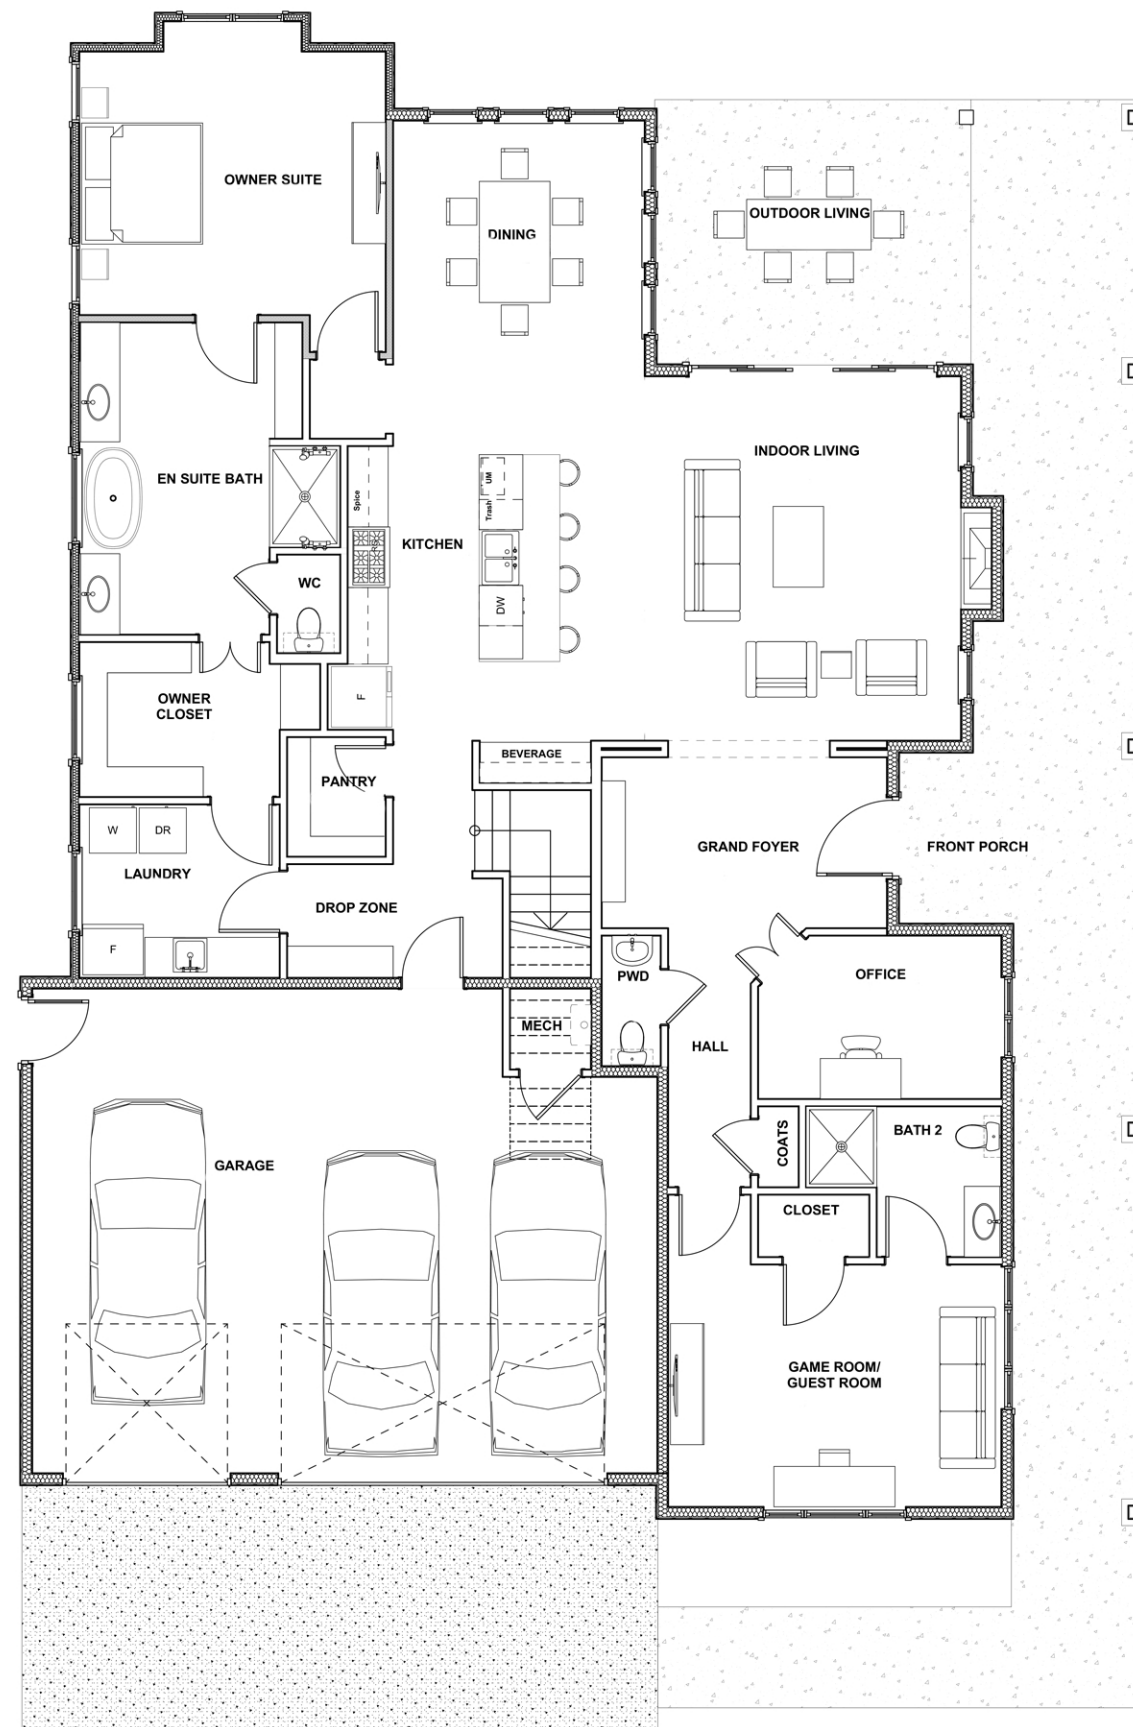 OWNER SUITE
OUTDOOR LIVING
DINING
INDOOR LIVING
EN SUITE BATH
UM
Spice
Trash
KITCHEN
WC
DW
F
OWNER
CLOSET
BEVERAGE
PANTRY
W
DR
GRAND FOYER
FRONT PORCH
LAUNDRY
DROP ZONE
F
PWD
OFFICE
MECH
HALL
COATS
BATH 2
GARAGE
CLOSET
GAME ROOM/
GUEST ROOM